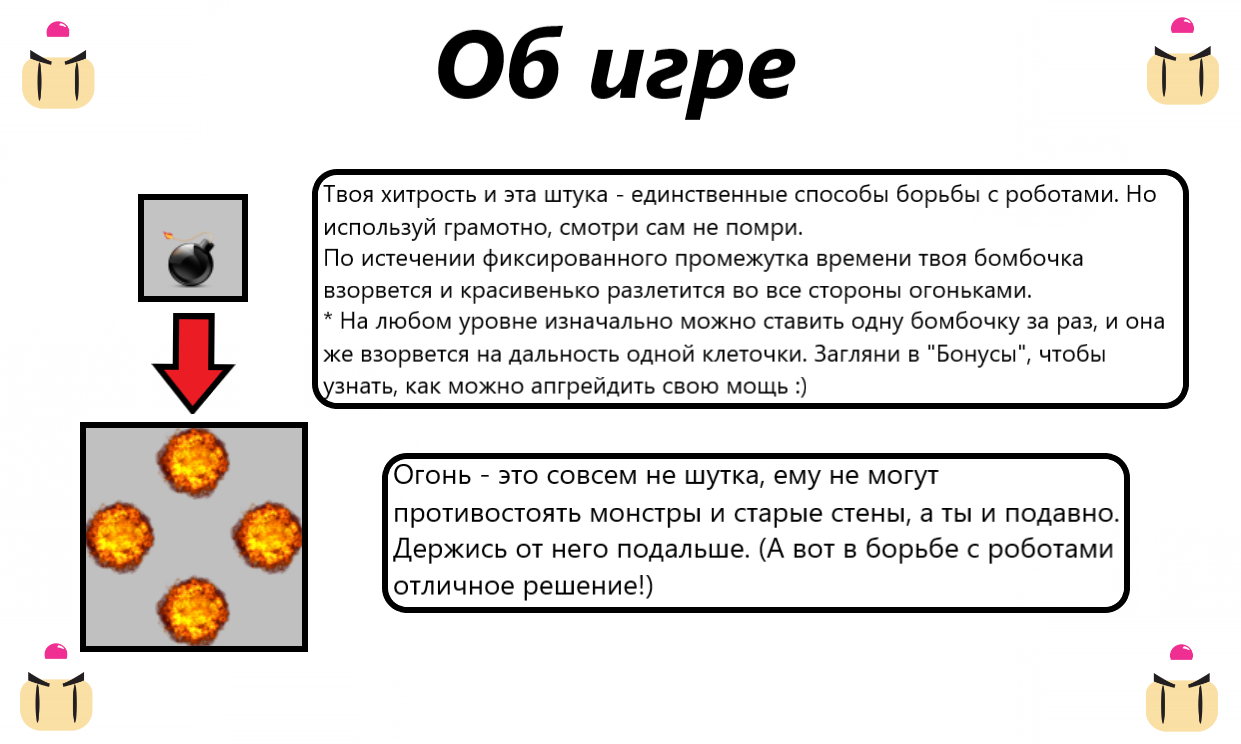 Об игре
Твоя хитрость и эта штука - единственные способы борьбы с роботами. Но
используй грамотно, смотри сам не помри.
По истечении фиксированного промежутка времени твоя бомбочка
взорвется и красивенько разлетится во все стороны огоньками.
* На любом уровне изначально можно ставить одну бомбочку за раз, и она
же взорвется на дальность одной клеточки. Загляни в "Бонусы", чтобы
узнать, как можно апгрейдить свою мощь :)
Огонь - это совсем не шутка, ему не могут
противостоять монстры и старые стены, а ты и подавно.
Держись от него подальше. (А вот в борьбе с роботами
отличное решение!)